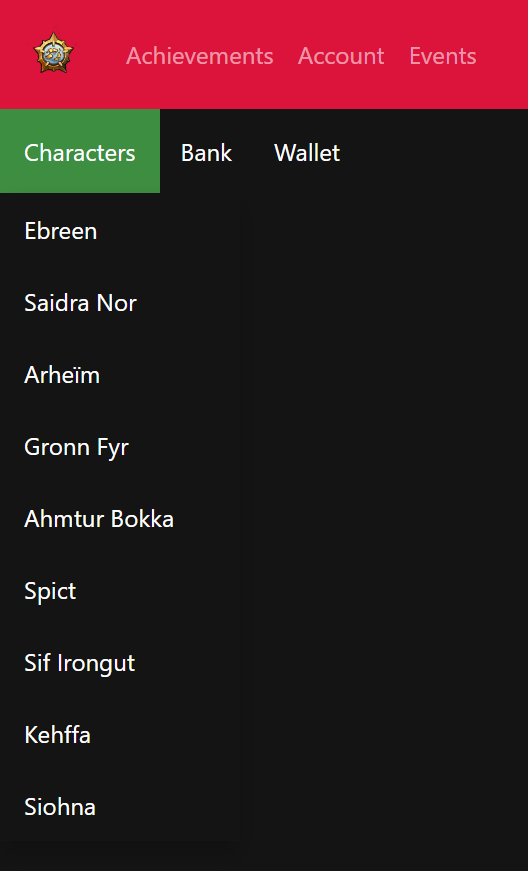 Achievements Account Events
Characters Bank Wallet
Ebreen
Saidra Nor
Arheïm
Gronn Fyr
Ahmtur Bokka
Spict
Sif Irongut
Kehffa
Siohna